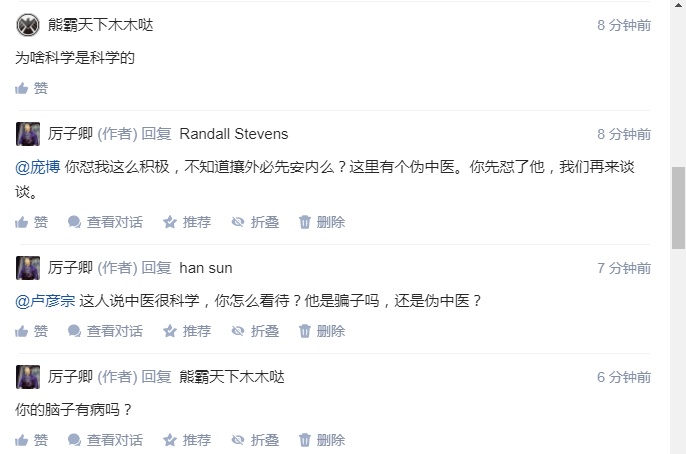 熊霸天下木木哒 8 分钟前
为啥科学是科学的
赞
厉子卿 (作者) 回复 Randall Stevens 8 分钟前
@庞博 你怼我这么积极，不知道攘外必先安内么？这里有个伪中医。你先怼了他，我们再来谈
谈。
赞 查看对话 推荐 折叠 删除
厉子卿 (作者) 回复 han sun 7 分钟前
@卢彦宗 这人说中医很科学，你怎么看待？他是骗子吗，还是伪中医？
赞 查看对话 推荐 折叠 删除
厉子卿 (作者) 回复 熊霸天下木木哒 6 分钟前
你的脑子有病吗？
赞 查看对话 推荐 折叠 删除